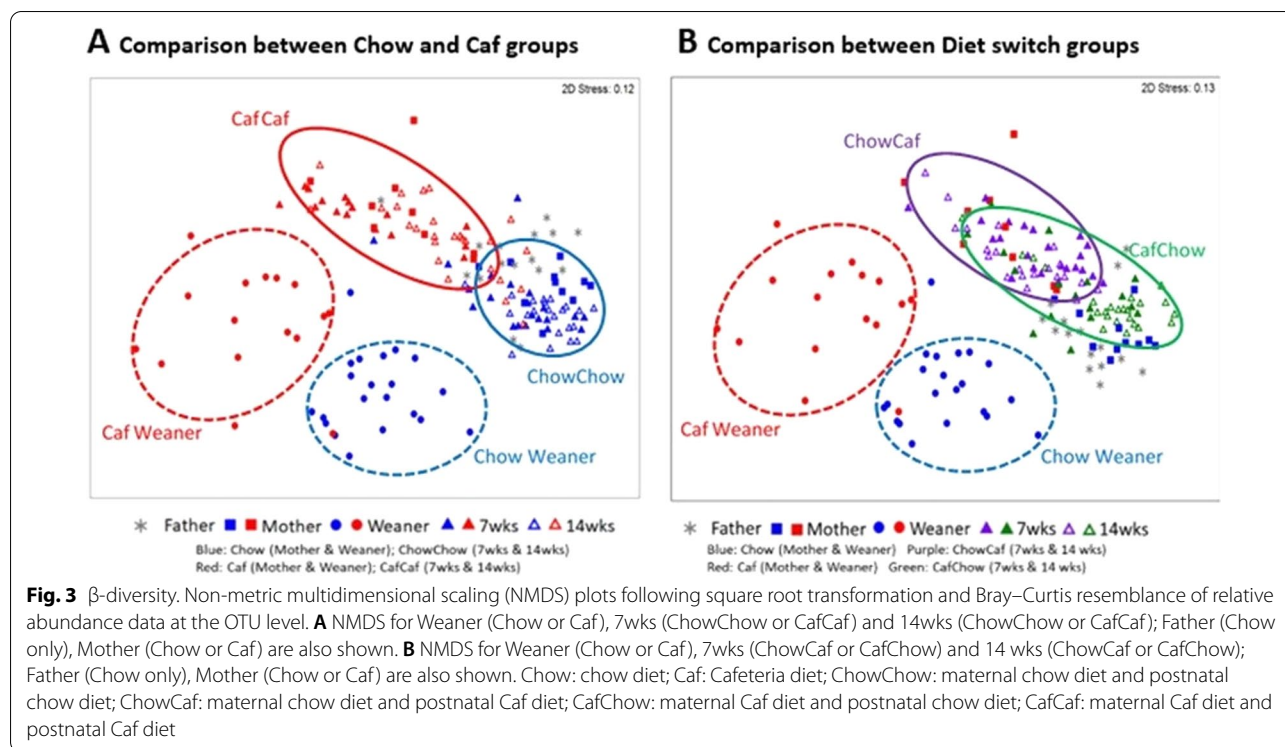 A Comparison between Chow and Caf groups
2D Stress: 0.12
CafCaf
ChowChow
Caf Weaner
Chow Weaner
Father Mother Weaner 7wks 14wks
Blue: Chow (Mother & Weaner); ChowChow (7wks & 14wks)
Red: Caf (Mother & Weaner); CafCaf (7wks & 14wks)
B Comparison between Diet switch groups
2D Stress: 0.13
ChowCaf
CafChow
Caf Weaner
Chow Weaner
Father Mother Weaner 7wks 14wks
Blue: Chow (Mother & Weaner) Purple: ChowCaf (7wks & 14 wks)
Red: Caf (Mother & Weaner) Green: CafChow (7wks & 14 wks)
Fig. 3 β-diversity. Non-metric multidimensional scaling (NMDS) plots following square root transformation and Bray–Curtis resemblance of relative
abundance data at the OTU level. A NMDS for Weaner (Chow or Caf), 7wks (ChowChow or CafCaf) and 14wks (ChowChow or CafCaf); Father (Chow
only), Mother (Chow or Caf) are also shown. B NMDS for Weaner (Chow or Caf), 7wks (ChowCaf or CafChow) and 14 wks (ChowCaf or CafChow);
Father (Chow only), Mother (Chow or Caf) are also shown. Chow: chow diet; Caf: Cafeteria diet; ChowChow: maternal chow diet and postnatal
chow diet; ChowCaf: maternal chow diet and postnatal Caf diet; CafChow: maternal Caf diet and postnatal chow diet; CafCaf: maternal Caf diet and
postnatal Caf diet